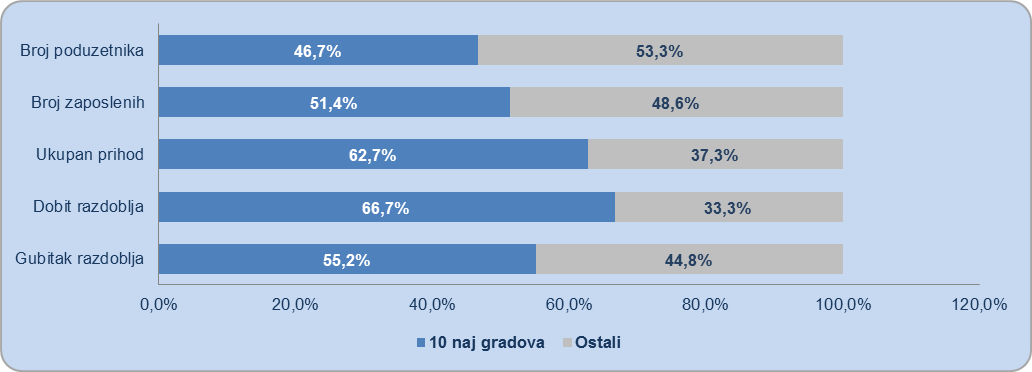 Broj poduzetnika 46,7% 53,3%
Broj zaposlenih 51,4% 48,6%
Ukupan prihod 62,7% 37,3%
Dobit razdoblja 66,7% 33,3%
Gubitak razdoblja 55,2% 44,8%
0,0% 20,0% 40,0% 60,0% 80,0% 100,0% 120,0%
10 naj gradova Ostali